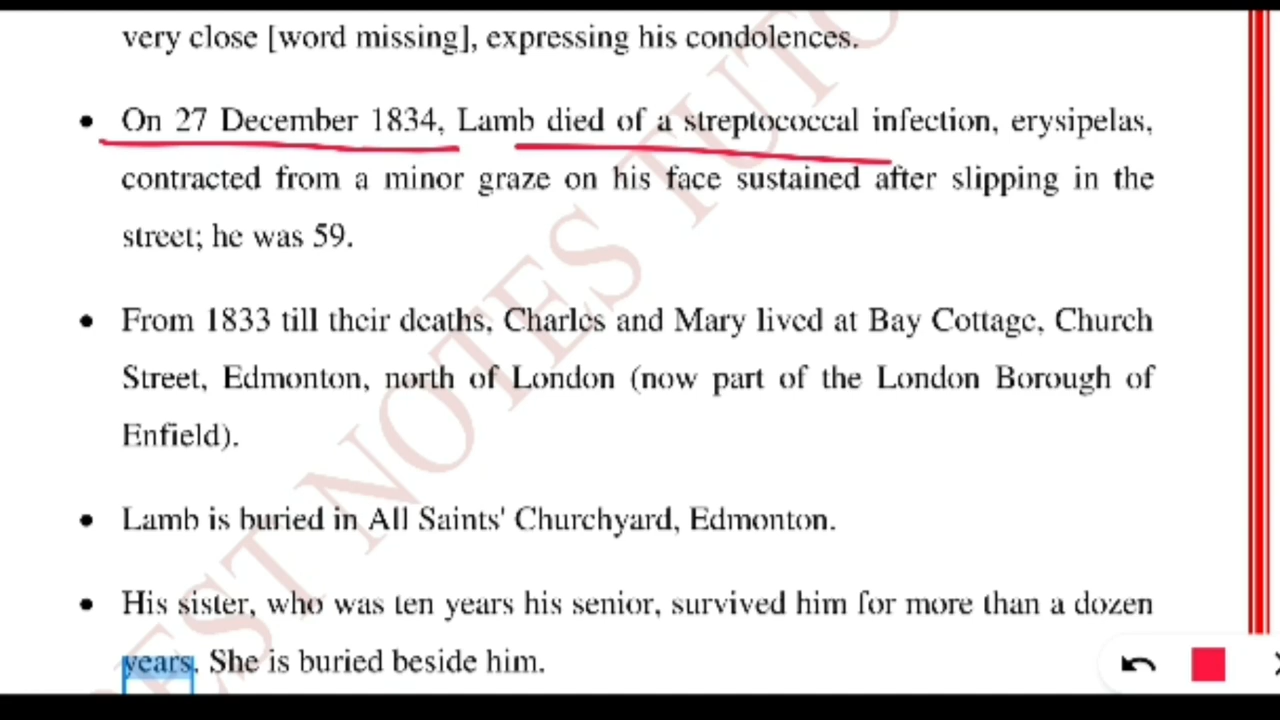 very close [word missing], expressing his condolences.
• On 27 December 1834, Lamb died of a streptococcal infection, erysipelas,
contracted from a minor graze on his face sustained after slipping in the
street; he was 59.
• From 1833 till their deaths, Charles and Mary lived at Bay Cottage, Church
Street, Edmonton, north of London (now part of the London Borough of
Enfield).
• Lamb is buried in All Saints' Churchyard, Edmonton.
• His sister, who was ten years his senior, survived him for more than a dozen
years. She is buried beside him.
BEST NOTES TUTO